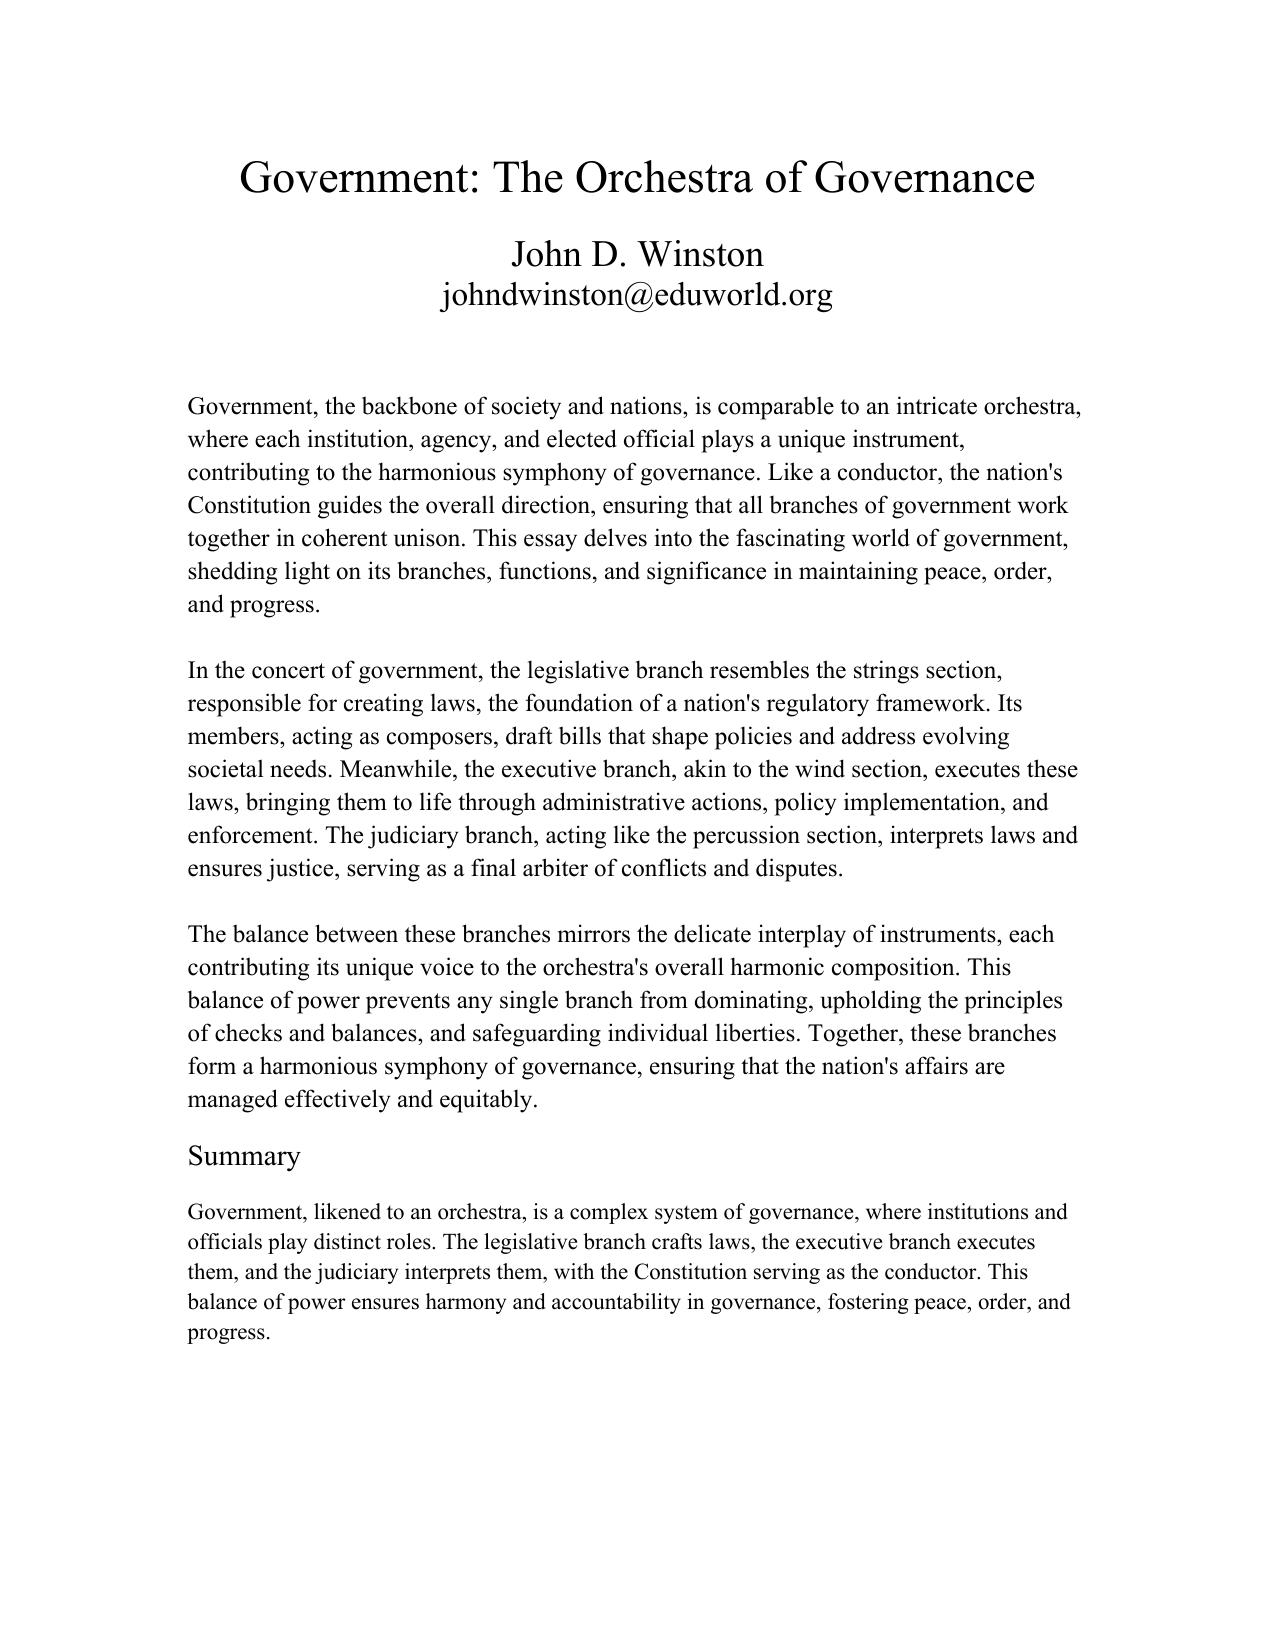 Government: The Orchestra of Governance
John D. Winston
johndwinston@eduworld.org
Government, the backbone of society and nations, is comparable to an intricate orchestra,
where each institution, agency, and elected official plays a unique instrument,
contributing to the harmonious symphony of governance. Like a conductor, the nation's
Constitution guides the overall direction, ensuring that all branches of government work
together in coherent unison. This essay delves into the fascinating world of government,
shedding light on its branches, functions, and significance in maintaining peace, order,
and progress.
In the concert of government, the legislative branch resembles the strings section,
responsible for creating laws, the foundation of a nation's regulatory framework. Its
members, acting as composers, draft bills that shape policies and address evolving
societal needs. Meanwhile, the executive branch, akin to the wind section, executes these
laws, bringing them to life through administrative actions, policy implementation, and
enforcement. The judiciary branch, acting like the percussion section, interprets laws and
ensures justice, serving as a final arbiter of conflicts and disputes.
The balance between these branches mirrors the delicate interplay of instruments, each
contributing its unique voice to the orchestra's overall harmonic composition. This
balance of power prevents any single branch from dominating, upholding the principles
of checks and balances, and safeguarding individual liberties. Together, these branches
form a harmonious symphony of governance, ensuring that the nation's affairs are
managed effectively and equitably.
Summary
Government, likened to an orchestra, is a complex system of governance, where institutions and
officials play distinct roles. The legislative branch crafts laws, the executive branch executes
them, and the judiciary interprets them, with the Constitution serving as the conductor. This
balance of power ensures harmony and accountability in governance, fostering peace, order, and
progress.